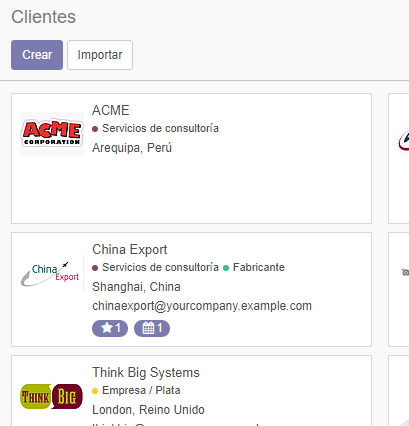 Clientes
Crear Importar
ACME
CORPORATION
ACME
Servicios de consultoría
Arequipa, Perú
China
Export
China Export
Servicios de consultoría Fabricante
Shanghai, China
chinaexport@yourcompany.example.com
1 1
THINK BIG
Think Big Systems
Empresa / Plata
London, Reino Unido